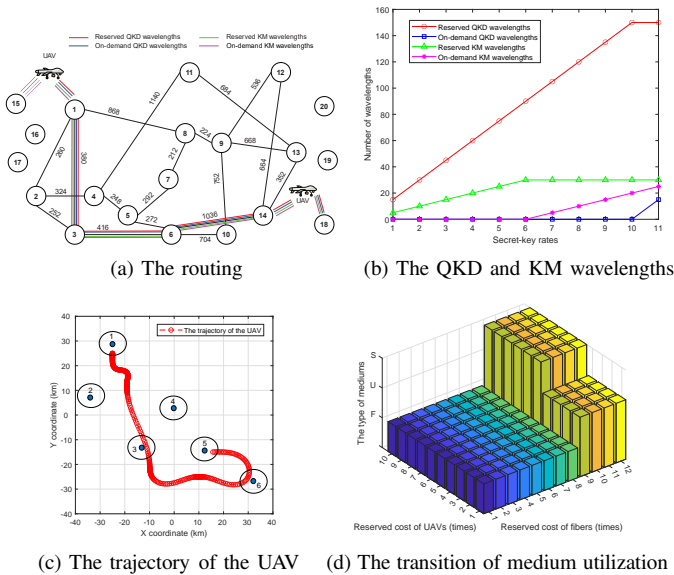 Reserved QKD wavelengths
On-demand QKD wavelengths
Reserved KM wavelengths
On-demand KM wavelengths
UAV
15
16
17
1
2
3
4
5
6
7
8
9
10
11
12
13
14
UAV
18
19
20
868
1140
684
536
260
380
324
252
248
292
212
224
668
664
352
752
416
272
1036
704
(a) The routing
Reserved QKD wavelengths
On-demand QKD wavelengths
Reserved KM wavelengths
On-demand KM wavelengths
Number of wavelengths
160
140
120
100
80
60
40
20
0
1 2 3 4 5 6 7 8 9 10 11
Secret-key rates
(b) The QKD and KM wavelengths
The trajectory of the UAV
Y coordinate (km)
40
30
20
10
0
-10
-20
-30
-40
1
2
3
4
5
6
-40 -30 -20 -10 0 10 20 30 40
X coordinate (km)
(c) The trajectory of the UAV
The type of mediums
S
U
F
10 9 8 7 6 5 4 3 2 1
Reserved cost of UAVs (times)
1 2 3 4 5 6 7 8 9 10 11 12
Reserved cost of fibers (times)
(d) The transition of medium utilization